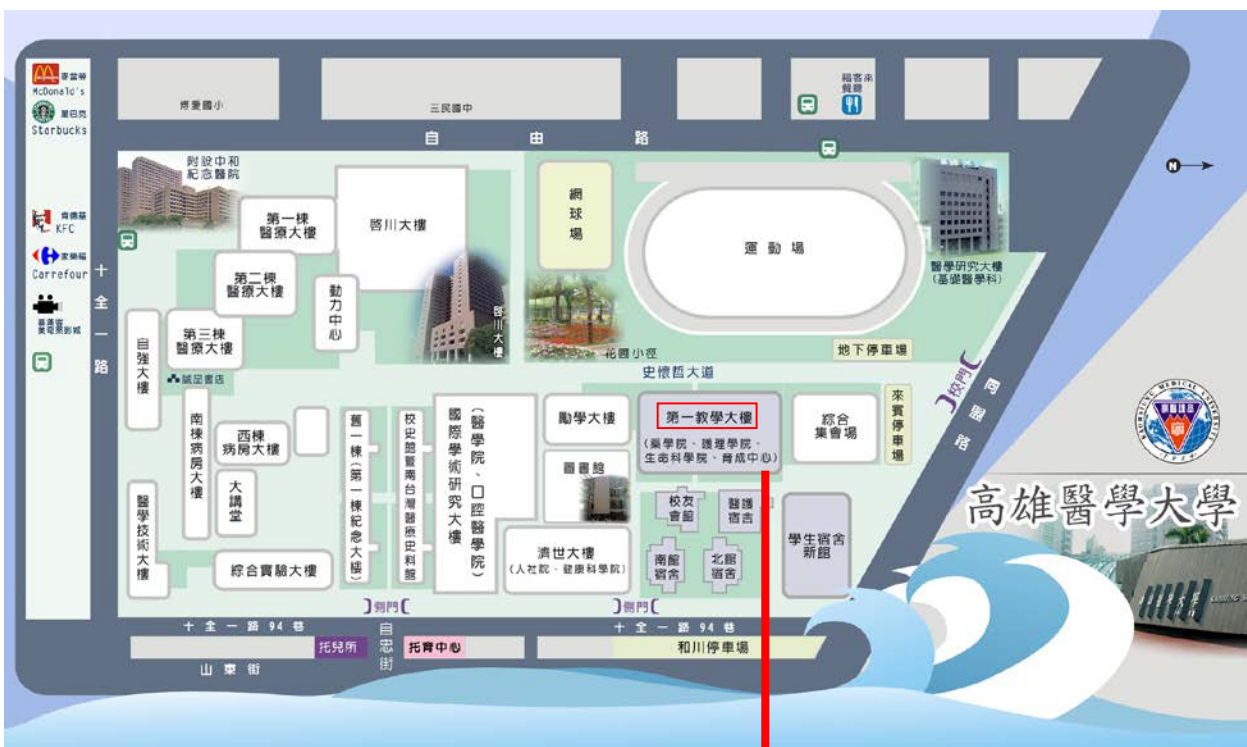 麥當勞
McDonald's
星巴克
Starbucks
肯德基
KFC
家樂福
Carrefour
十全一路
博愛國小
三民國中
福客來
餐廳
自由路
N
附設中和
紀念醫院
第一棟
醫療大樓
啓川大樓
網球場
運動場
醫學研究大樓
(基礎醫學科)
第二棟
醫療大樓
動力中心
啓川大樓
第三棟
醫療大樓
自強大樓
誠品書店
花園小徑
地下停車場
史懷哲大道
校門
同盟路
南棟病房大樓
西棟
病房大樓
大講堂
舊一棟(第一棟紀念大樓)
校史館暨南台灣醫療史料館
國際學術研究大樓
(醫學院、口腔醫學院)
勵學大樓
第一教學大樓
(藥學院、護理學院、
生命科學院、育成中心)
綜合
集會場
來賓停車場
圖書館
校友
會館
醫護
宿舍
醫學技術大樓
綜合實驗大樓
濟世大樓
(人社院、健康科學院)
南館
宿舍
北館
宿舍
學生宿舍
新館
側門
側門
十全一路94巷
十全一路94巷
托兒所
自忠街
托育中心
和川停車場
山東街
KAOHSIUNG MEDICAL UNIVERSITY
1954
高雄醫學大學